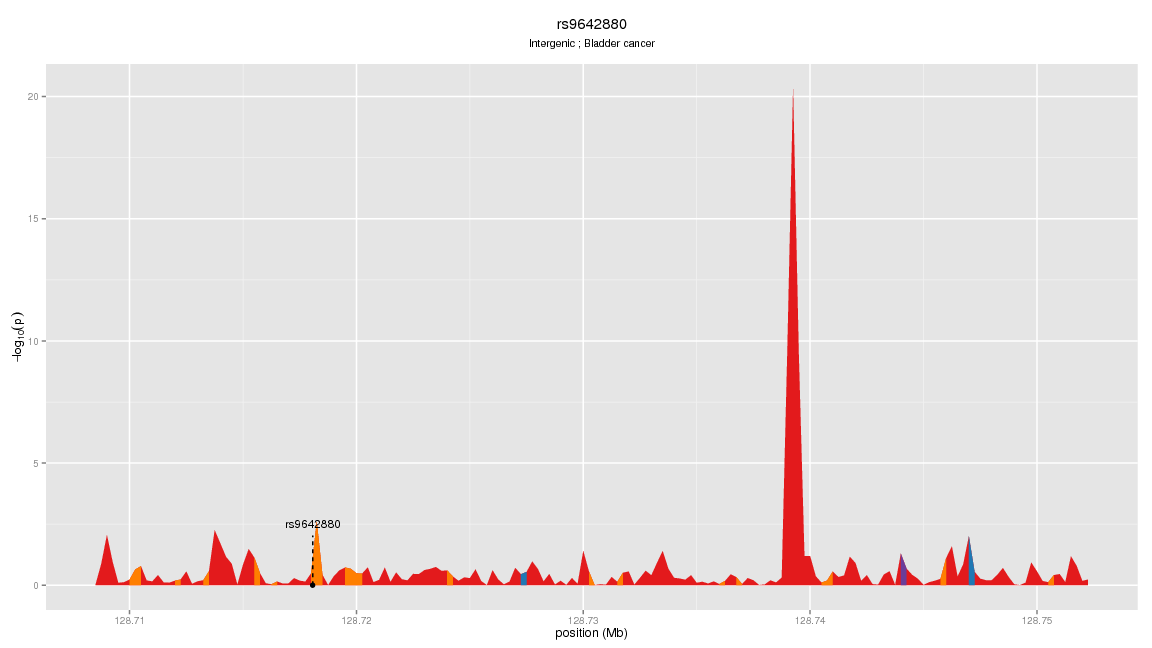 rs9642880
Intergenic ; Bladder cancer
20
15
10
5
0
−log10(p)
rs9642880
128.71 128.72 128.73 128.74 128.75
position (Mb)